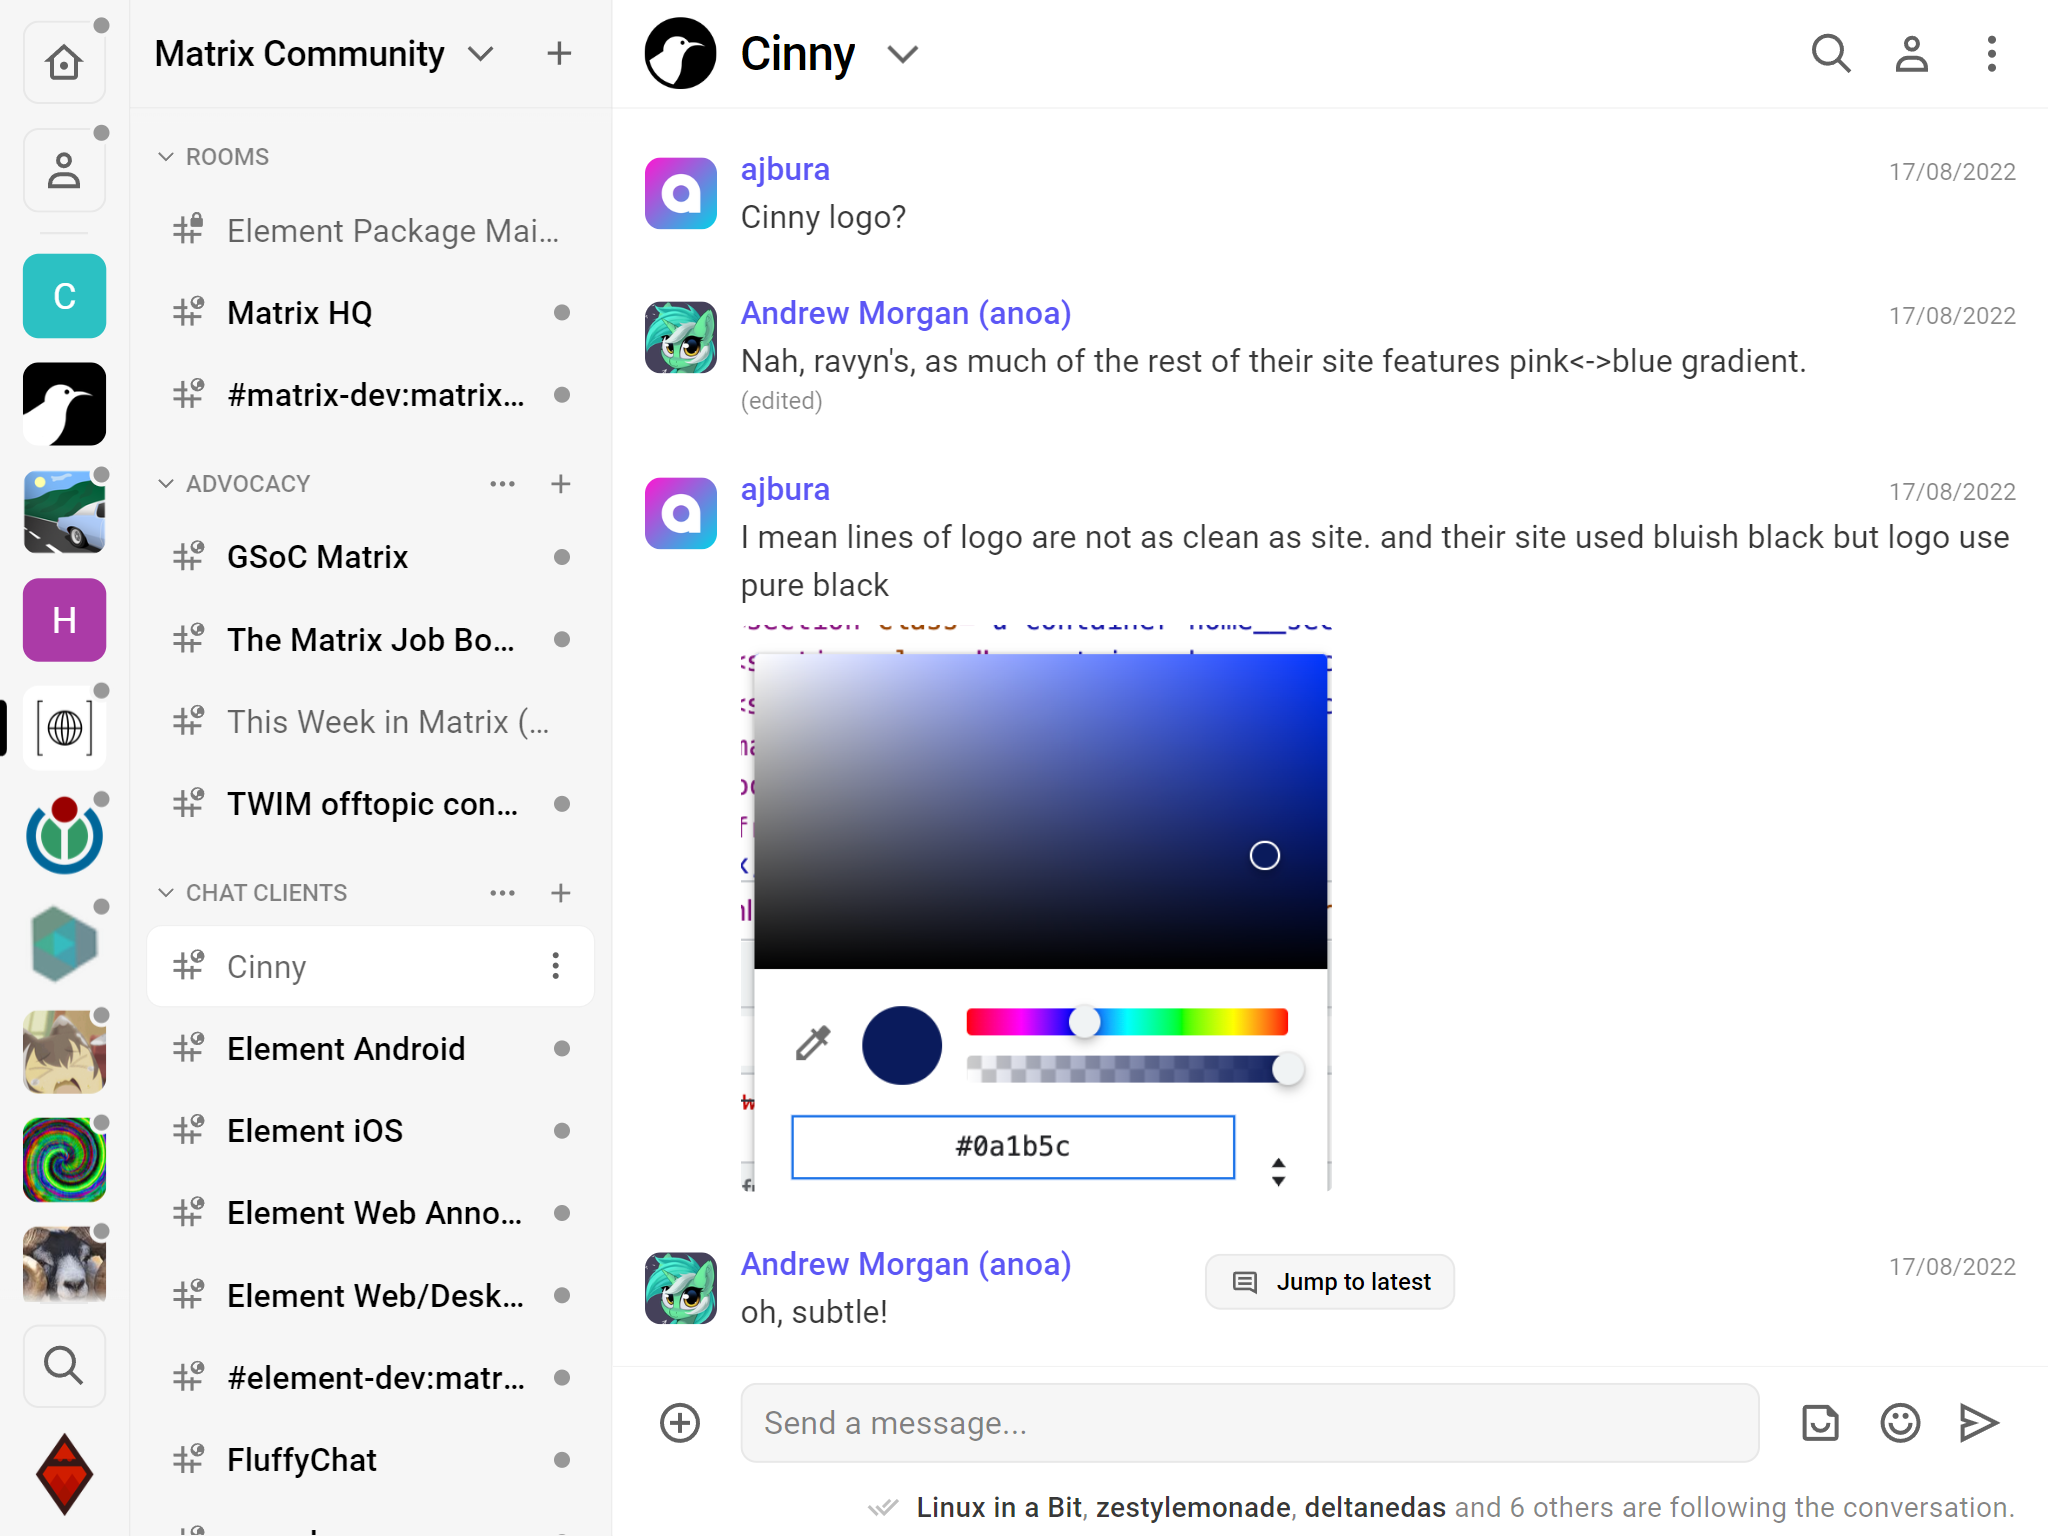 Matrix Community
Cinny
ROOMS
Element Package Mai...
Matrix HQ
#matrix-dev:matrix...
ADVOCACY
GSoC Matrix
The Matrix Job Bo...
This Week in Matrix (...
TWIM offtopic con...
CHAT CLIENTS
Cinny
Element Android
Element iOS
Element Web Anno...
Element Web/Desk...
#element-dev:matr...
FluffyChat
C
H
ajbura
17/08/2022
Cinny logo?
Andrew Morgan (anoa)
17/08/2022
Nah, ravyn's, as much of the rest of their site features pink<->blue gradient.
(edited)
ajbura
17/08/2022
I mean lines of logo are not as clean as site. and their site used bluish black but logo use
pure black
#0a1b5c
Andrew Morgan (anoa)
17/08/2022
oh, subtle!
Jump to latest
Send a message...
Linux in a Bit, zestylemonade, deltanedas and 6 others are following the conversation.